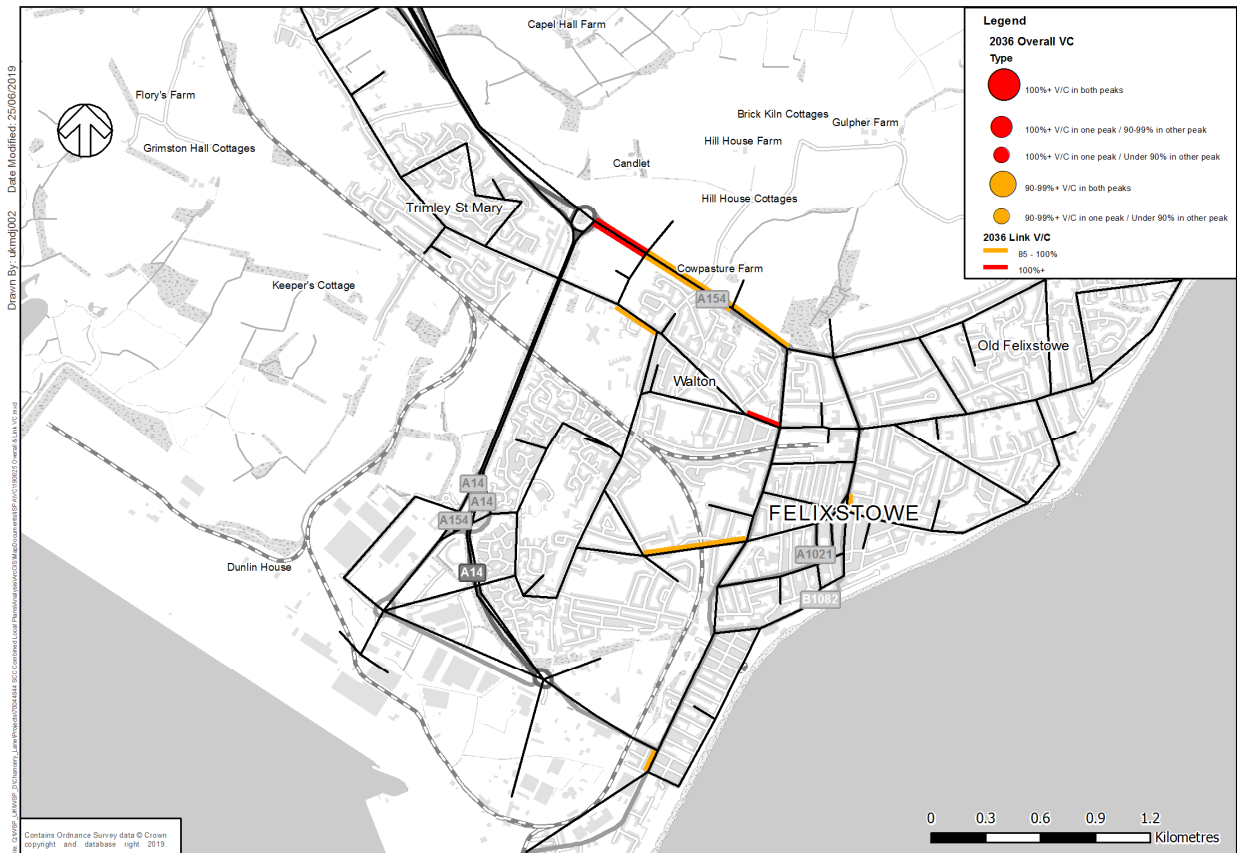 Legend
2036 Overall VC
Type
100%+ V/C in both peaks
100%+ V/C in one peak / 90-99% in other peak
100%+ V/C in one peak / Under 90% in other peak
90-99%+ V/C in both peaks
90-99%+ V/C in one peak / Under 90% in other peak
2036 Link V/C
85 - 100%
100%+
Capel Hall Farm
Flory's Farm
Brick Kiln Cottages
Gulpher Farm
Grimston Hall Cottages
Hill House Farm
Candlet
Hill House Cottages
Trimley St Mary
Cowpasture Farm
Keeper's Cottage
A154
Old Felixstowe
Walton
A14
A14
A154
FELIXSTOWE
A1021
Dunlin House
A14
B1082
0 0.3 0.6 0.9 1.2
Kilometres
Contains Ordnance Survey data © Crown
copyright and database right 2019.
Drawn By: ukmdj002 Date Modified: 25/06/2019